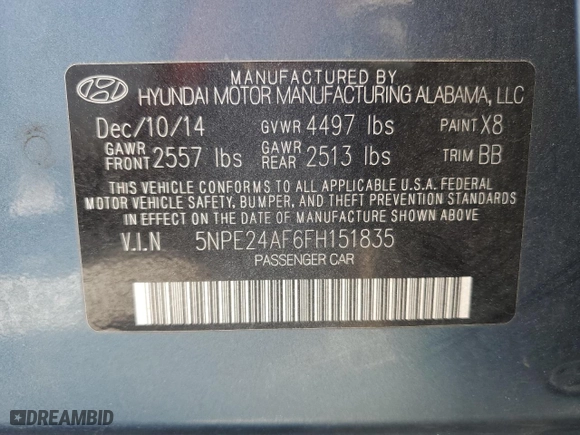 MANUFACTURED BY
HYUNDAI MOTOR MANUFACTURING ALABAMA, LLC
Dec/10/14 GVWR 4497 lbs PAINT X8
GAWR FRONT 2557 lbs GAWR REAR 2513 lbs TRIM BB
THIS VEHICLE CONFORMS TO ALL APPLICABLE U.S.A. FEDERAL
MOTOR VEHICLE SAFETY, BUMPER, AND THEFT PREVENTION STANDARDS
IN EFFECT ON THE DATE OF MANUFACTURE SHOWN ABOVE.
V.I.N 5NPE24AF6FH151835
PASSENGER CAR
DREAMBID